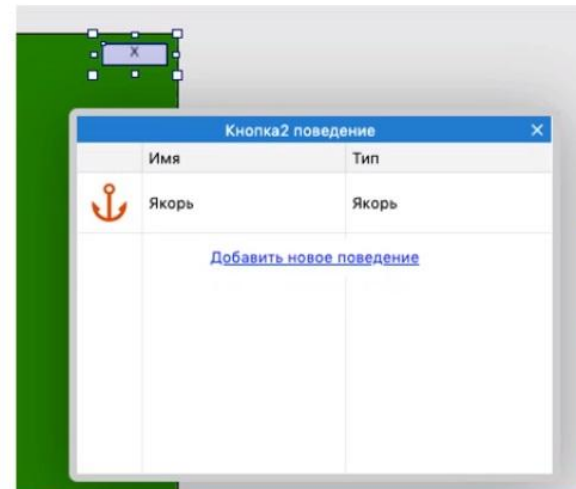 X
Кнопка2 поведение ×
Имя Тип
Якорь Якорь
Добавить новое поведение